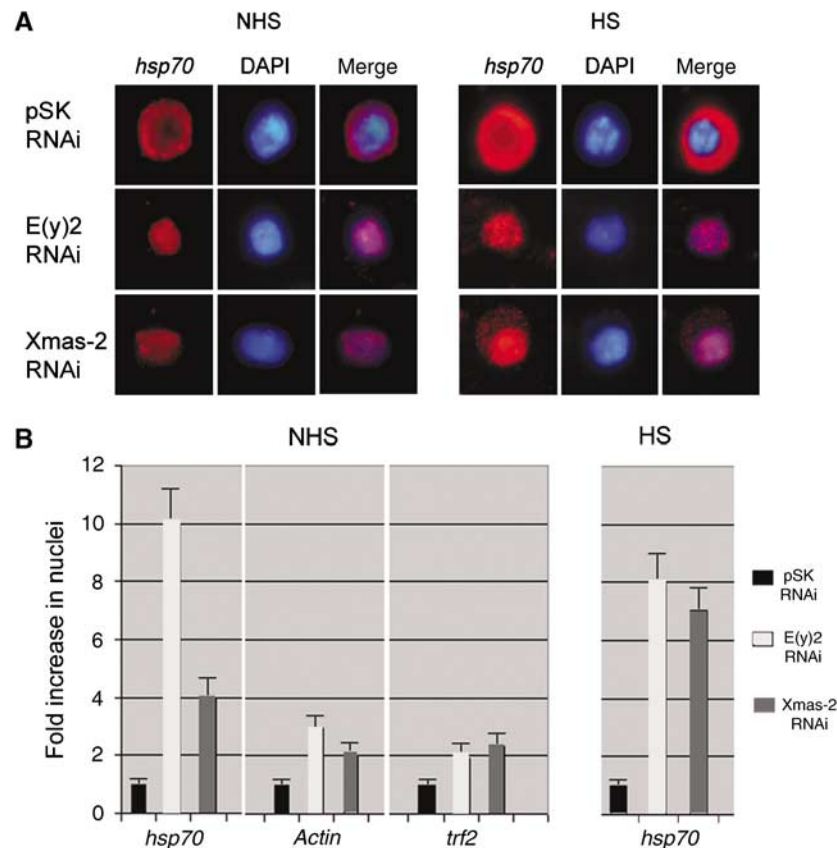 A
NHS
HS
hsp70 DAPI Merge
hsp70 DAPI Merge
pSK
RNAi
E(y)2
RNAi
Xmas-2
RNAi
B
NHS
HS
Fold increase in nuclei
12
10
8
6
4
2
0
hsp70
Actin
trf2
hsp70
pSK
RNAi
E(y)2
RNAi
Xmas-2
RNAi